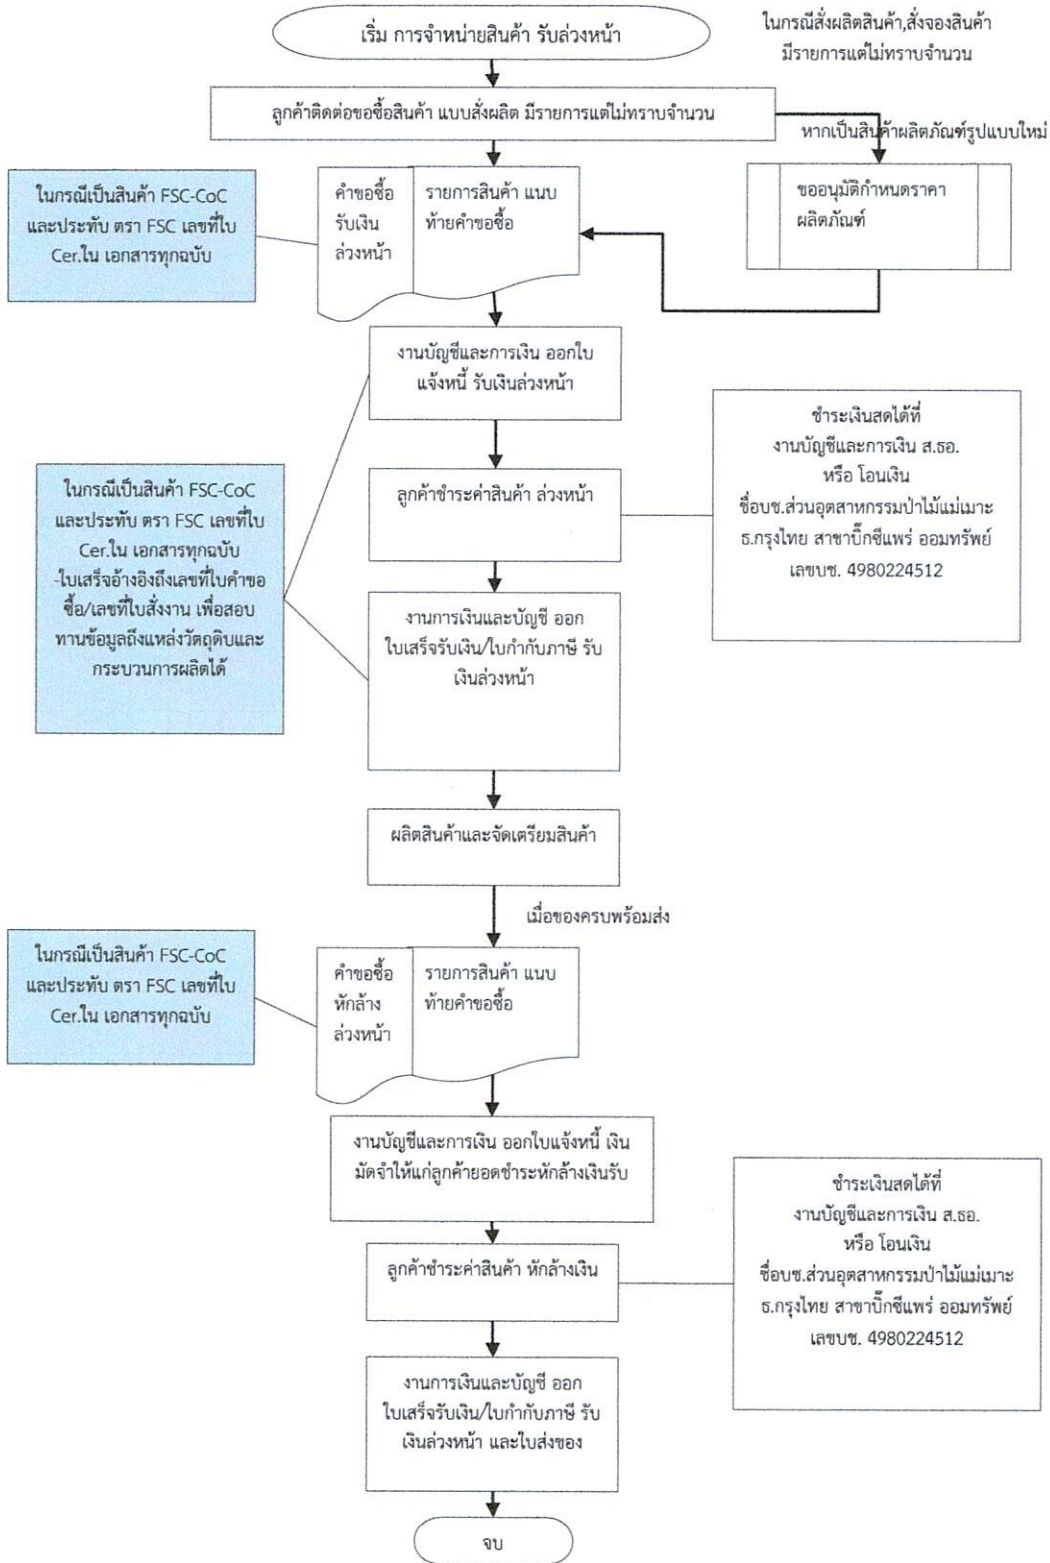 เริ่ม การจำหน่ายสินค้า รับล่วงหน้า
ในกรณีสั่งผลิตสินค้า,สั่งจองสินค้า
มีรายการแต่ไม่ทราบจำนวน
ลูกค้าติดต่อขอซื้อสินค้า แบบสั่งผลิต มีรายการแต่ไม่ทราบจำนวน
หากเป็นสินค้าผลิตภัณฑ์รูปแบบใหม่
ขออนุมัติกำหนดราคา
ผลิตภัณฑ์
ในกรณีเป็นสินค้า FSC-CoC
และประทับ ตรา FSC เลขที่ใบ
Cer.ใน เอกสารทุกฉบับ
คำขอซื้อ
รับเงิน
ล่วงหน้า
รายการสินค้า แนบ
ท้ายคำขอซื้อ
งานบัญชีและการเงิน ออกใบ
แจ้งหนี้ รับเงินล่วงหน้า
ลูกค้าชำระค่าสินค้า ล่วงหน้า
ชำระเงินสดได้ที่
งานบัญชีและการเงิน ส.ธอ.
หรือ โอนเงิน
ชื่อบช.ส่วนอุตสาหกรรมป่าไม้แม่เมาะ
ธ.กรุงไทย สาขาบิ๊กซีแพร่ ออมทรัพย์
เลขบช. 4980224512
ในกรณีเป็นสินค้า FSC-CoC
และประทับ ตรา FSC เลขที่ใบ
Cer.ใน เอกสารทุกฉบับ
-ใบเสร็จอ้างอิงถึงเลขที่ใบคำขอ
ซื้อ/เลขที่ใบสั่งงาน เพื่อสอบ
ทานข้อมูลถึงแหล่งวัตถุดิบและ
กระบวนการผลิตได้
งานการเงินและบัญชี ออก
ใบเสร็จรับเงิน/ใบกำกับภาษี รับ
เงินล่วงหน้า
ผลิตสินค้าและจัดเตรียมสินค้า
เมื่อของครบพร้อมส่ง
ในกรณีเป็นสินค้า FSC-CoC
และประทับ ตรา FSC เลขที่ใบ
Cer.ใน เอกสารทุกฉบับ
คำขอซื้อ
หักล้าง
ล่วงหน้า
รายการสินค้า แนบ
ท้ายคำขอซื้อ
งานบัญชีและการเงิน ออกใบแจ้งหนี้ เงิน
มัดจำให้แก่ลูกค้ายอดชำระหักล้างเงินรับ
ลูกค้าชำระค่าสินค้า หักล้างเงิน
ชำระเงินสดได้ที่
งานบัญชีและการเงิน ส.ธอ.
หรือ โอนเงิน
ชื่อบช.ส่วนอุตสาหกรรมป่าไม้แม่เมาะ
ธ.กรุงไทย สาขาบิ๊กซีแพร่ ออมทรัพย์
เลขบช. 4980224512
งานการเงินและบัญชี ออก
ใบเสร็จรับเงิน/ใบกำกับภาษี รับ
เงินล่วงหน้า และใบส่งของ
จบ